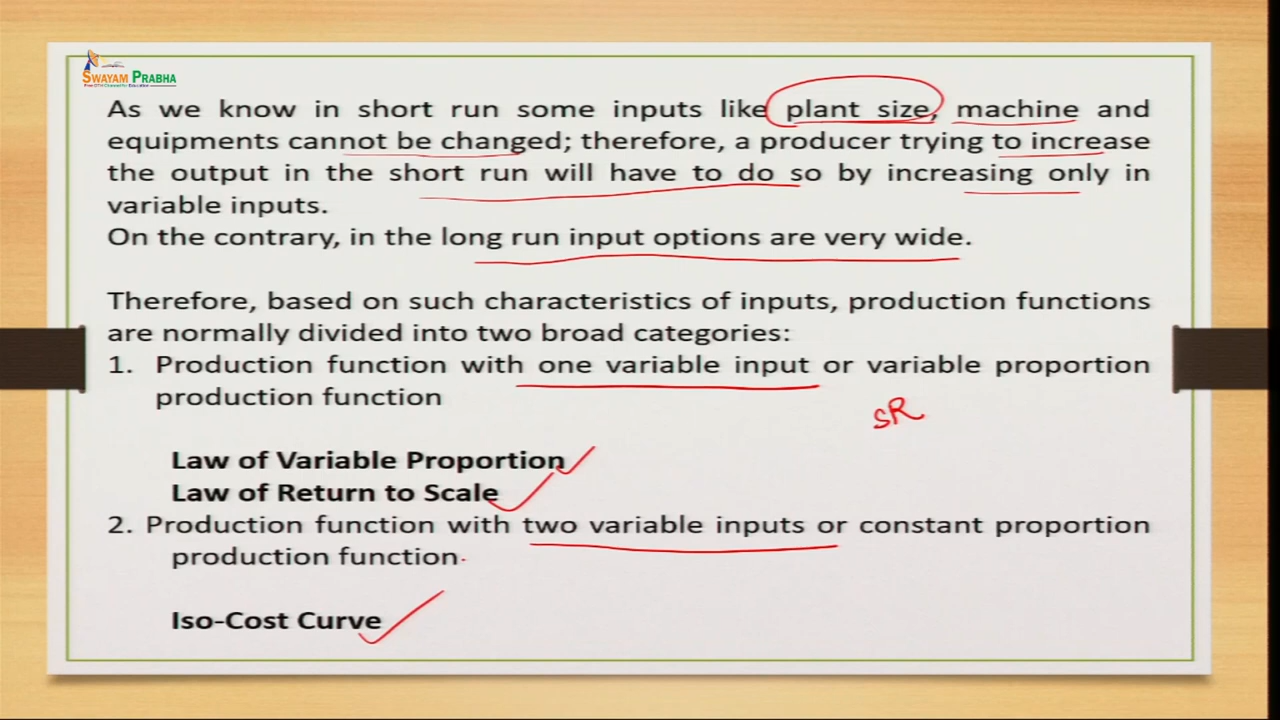 SWAYAM PRABHA
As we know in short run some inputs like plant size, machine and
equipments cannot be changed; therefore, a producer trying to increase
the output in the short run will have to do so by increasing only in
variable inputs.
On the contrary, in the long run input options are very wide.
Therefore, based on such characteristics of inputs, production functions
are normally divided into two broad categories:
1. Production function with one variable input or variable proportion
production function
SR
Law of Variable Proportion
Law of Return to Scale
2. Production function with two variable inputs or constant proportion
production function
Iso-Cost Curve